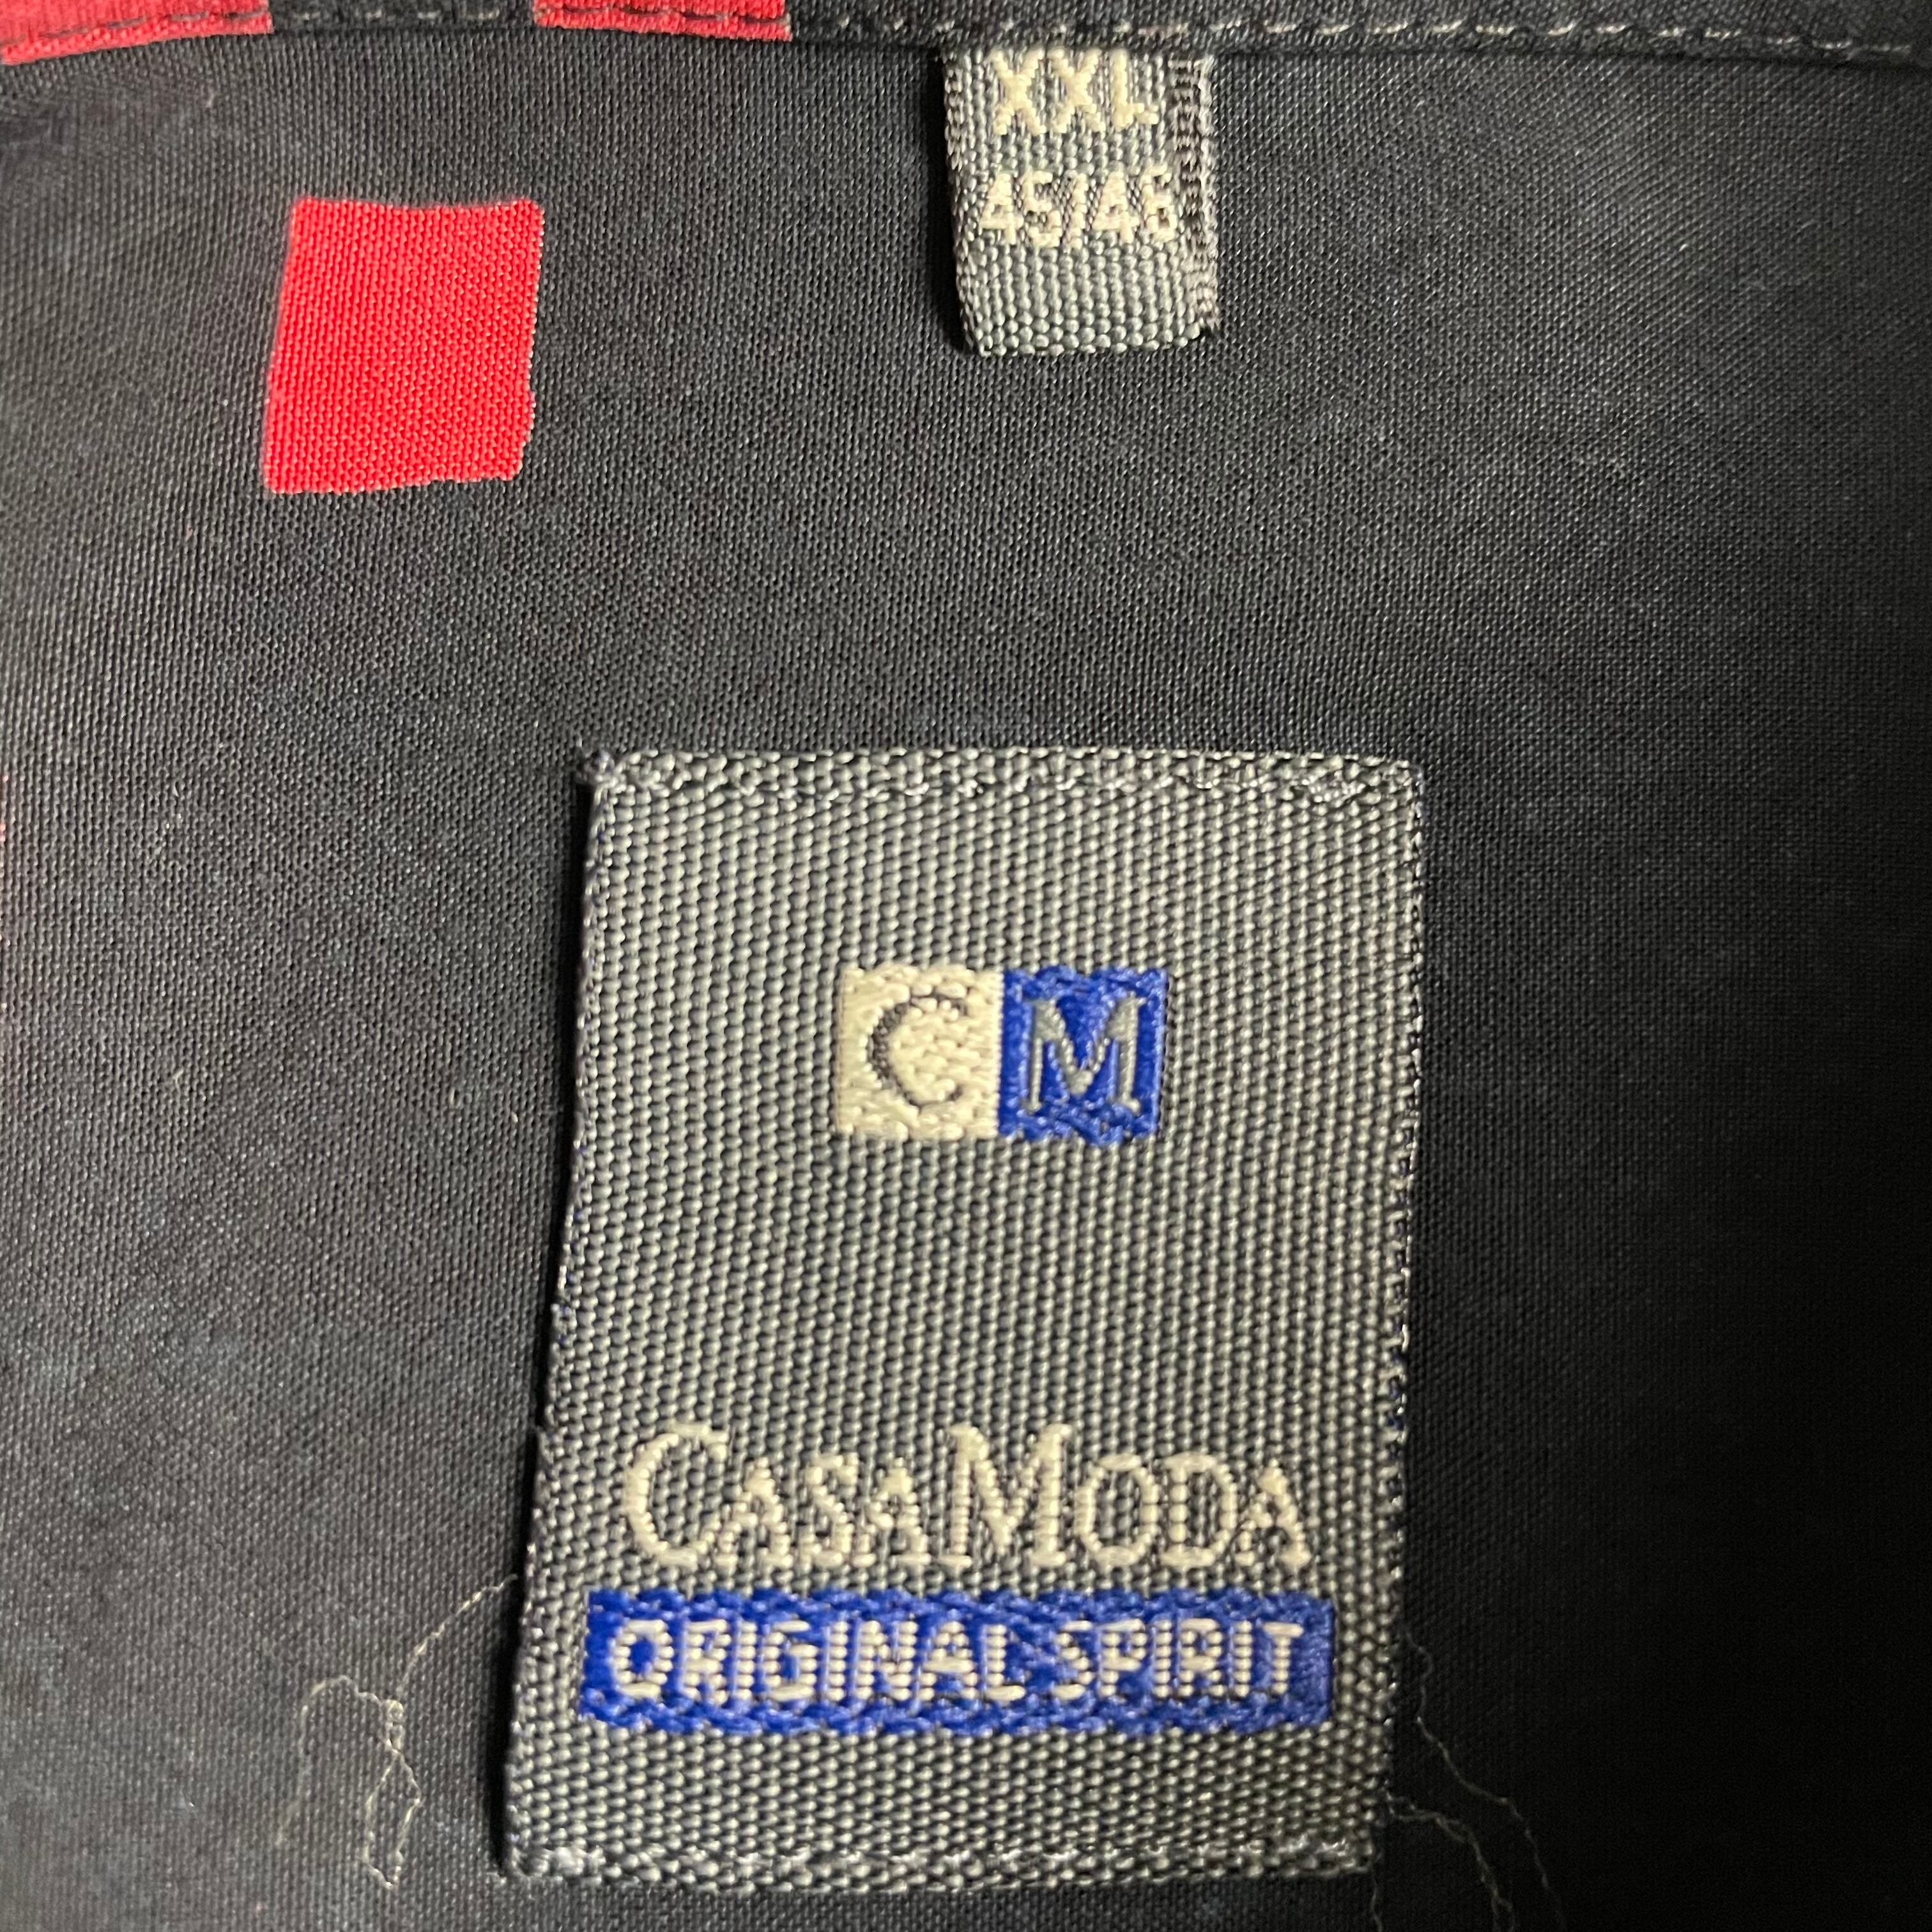 XXL
45/46
CM
CASAMODA
ORIGINAL SPIRIT